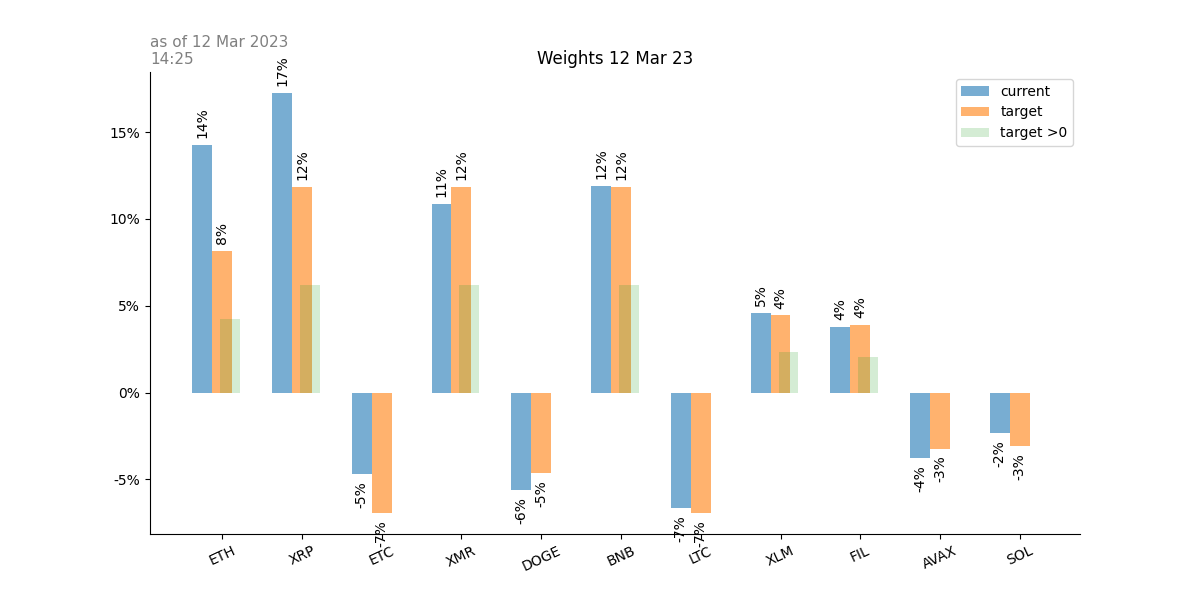 as of 12 Mar 2023
14:25
Weights 12 Mar 23
current
target
target >0
15%
10%
5%
0%
-5%
14%
8%
17%
12%
-5%
-7%
11%
12%
-6%
-5%
12%
12%
-7%
-7%
5%
4%
4%
4%
-4%
-3%
-2%
-3%
ETH
XRP
ETC
XMR
DOGE
BNB
LTC
XLM
FIL
AVAX
SOL